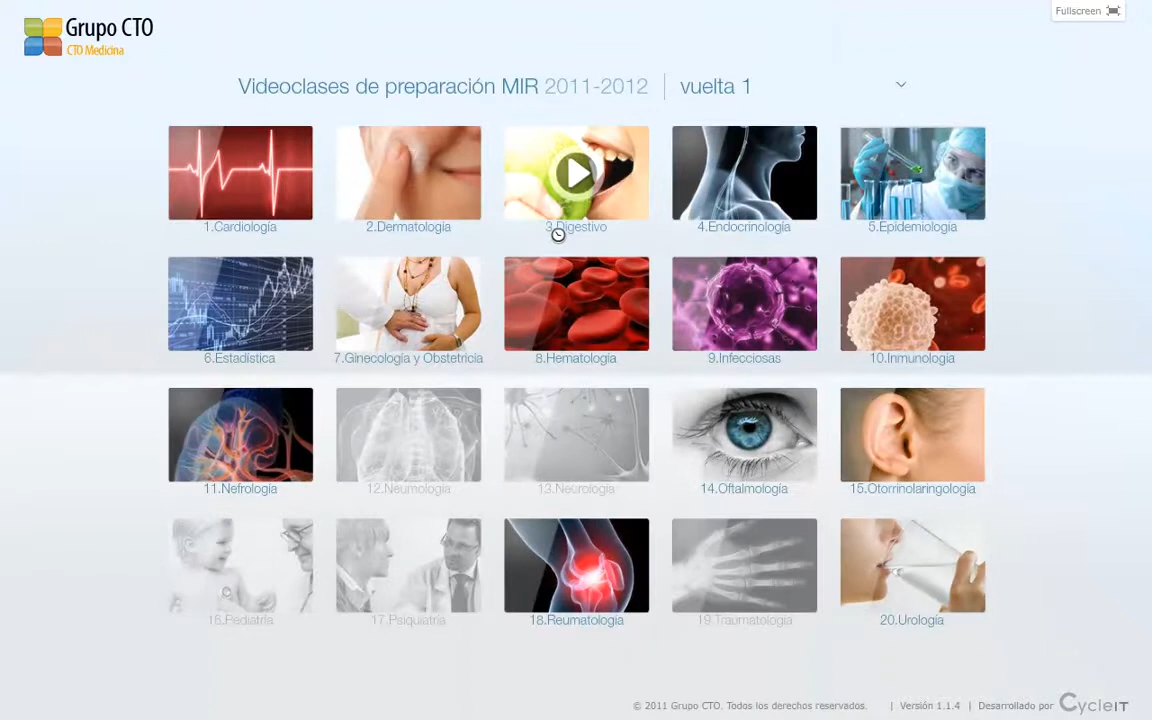 Fullscreen
Grupo CTO
CTO Medicina
Videoclases de preparación MIR 2011-2012 | vuelta 1
1.Cardiología
2.Dermatología
3.Digestivo
4.Endocrinología
5.Epidemiología
6.Estadística
7.Ginecología y Obstetricia
8.Hematología
9.Infecciosas
10.Inmunología
11.Nefrología
12.Neumología
13.Neurología
14.Oftalmología
15.Otorrinolaringología
16.Pediatría
17.Psiquiatría
18.Reumatología
19.Traumatología
20.Urología
© 2011 Grupo CTO. Todos los derechos reservados. | Versión 1.1.4 | Desarrollado por CycleIT